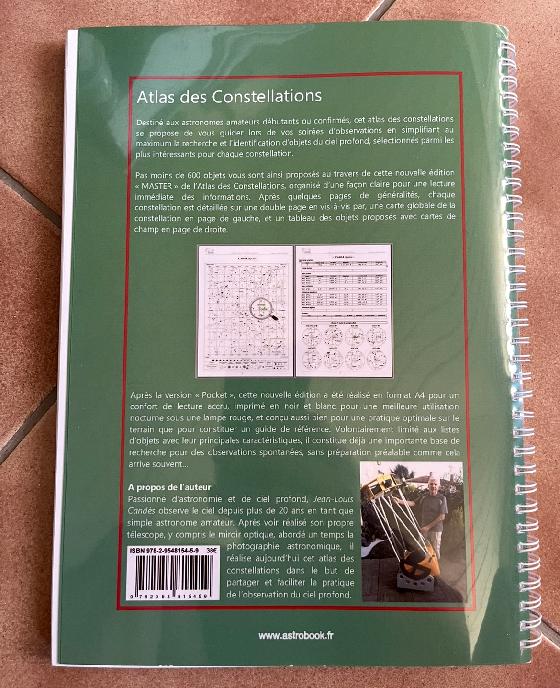 Atlas des Constellations
Destiné aux astronomes amateurs débutants ou confirmés, cet atlas des constellations
se propose de vous guider lors de vos soirées d'observations en simplifiant au
maximum la recherche et l'identification d'objets du ciel profond, sélectionnés parmi les
plus intéressants pour chaque constellation.
Pas moins de 600 objets vous sont ainsi proposés au travers de cette nouvelle édition
« MASTER » de l'Atlas des Constellations, organisé d'une façon claire pour une lecture
immédiate des informations. Après quelques pages de généralités, chaque
constellation est détaillée sur une double page en vis-à-vis par, une carte globale de la
constellation en page de gauche, et un tableau des objets proposés avec cartes de
champ en page de droite.
Après la version « Pocket », cette nouvelle édition a été réalisé en format A4 pour un
confort de lecture accru, imprimé en noir et blanc pour une meilleure utilisation
nocturne sous une lampe rouge, et conçu aussi bien pour une pratique optimale sur le
terrain que pour constituer un guide de référence. Volontairement limité aux listes
d'objets avec leur principales caractéristiques, il constitue déjà une importante base de
recherche pour des observations spontanées, sans préparation préalable comme cela
arrive souvent...
A propos de l'auteur
Passionné d'astronomie et de ciel profond, Jean-Louis
Candès observe le ciel depuis plus de 20 ans en tant que
simple astronome amateur. Après voir réalisé son propre
télescope, y compris le miroir optique, abordé un temps la
photographie astronomique, il
réalise aujourd'hui cet atlas des
constellations dans le but de
partager et faciliter la pratique
de l'observation du ciel profond.
ISBN 978-2-9548154-5-9 38€
9 782954 815459
www.astrobook.fr